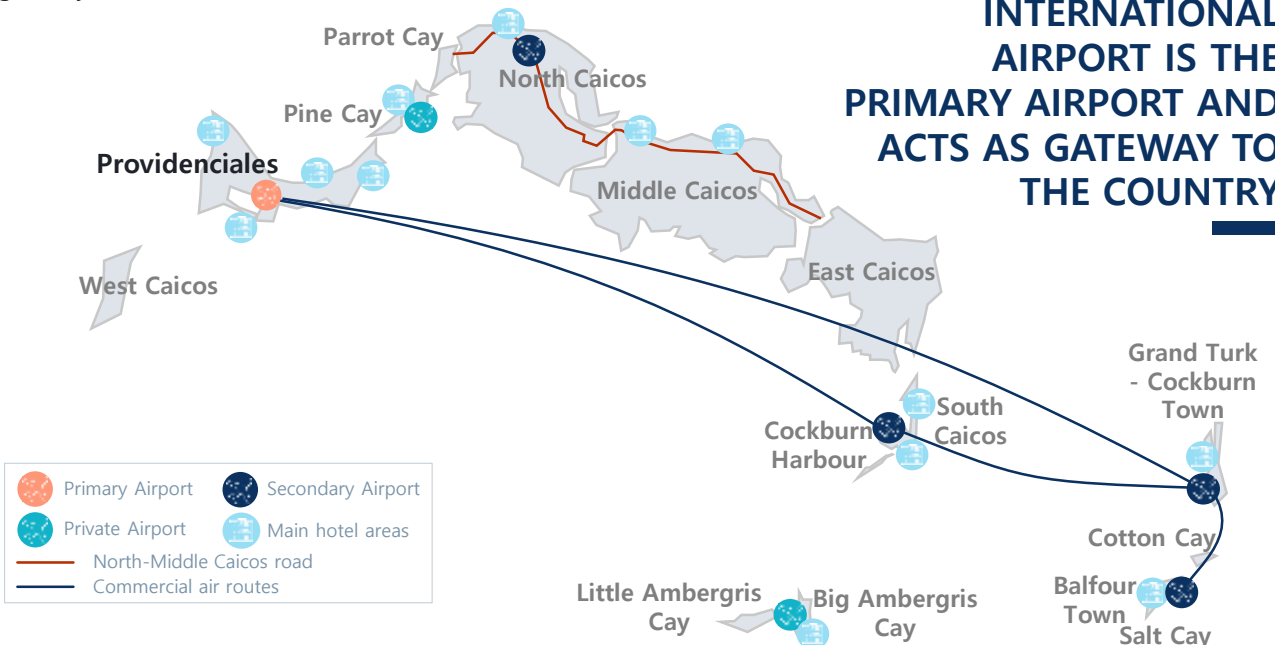 INTERNATIONAL
AIRPORT IS THE
PRIMARY AIRPORT AND
ACTS AS GATEWAY TO
THE COUNTRY
Parrot Cay
North Caicos
Pine Cay
Providenciales
Middle Caicos
West Caicos
East Caicos
Grand Turk
- Cockburn
Town
South
Caicos
Cockburn
Harbour
Primary Airport
Secondary Airport
Private Airport
Main hotel areas
North-Middle Caicos road
Commercial air routes
Cotton Cay
Little Ambergris
Cay
Big Ambergris
Cay
Balfour
Town
Salt Cay